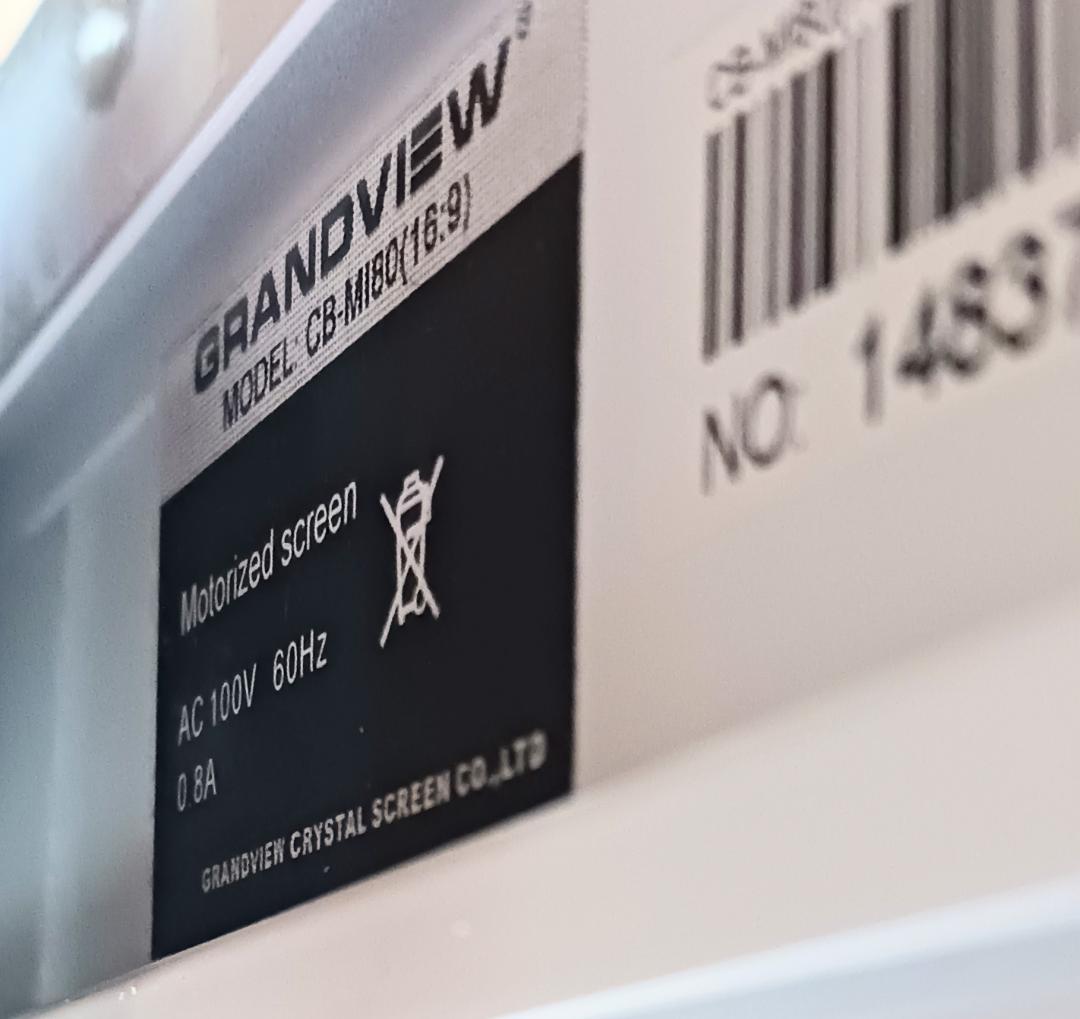 GRANDVIEW
MODEL: CB-MI80(16:9)
Motorized screen
AC 100V 60Hz
0.8A
GRANDVIEW CRYSTAL SCREEN CO.,LTD
NO: 14837